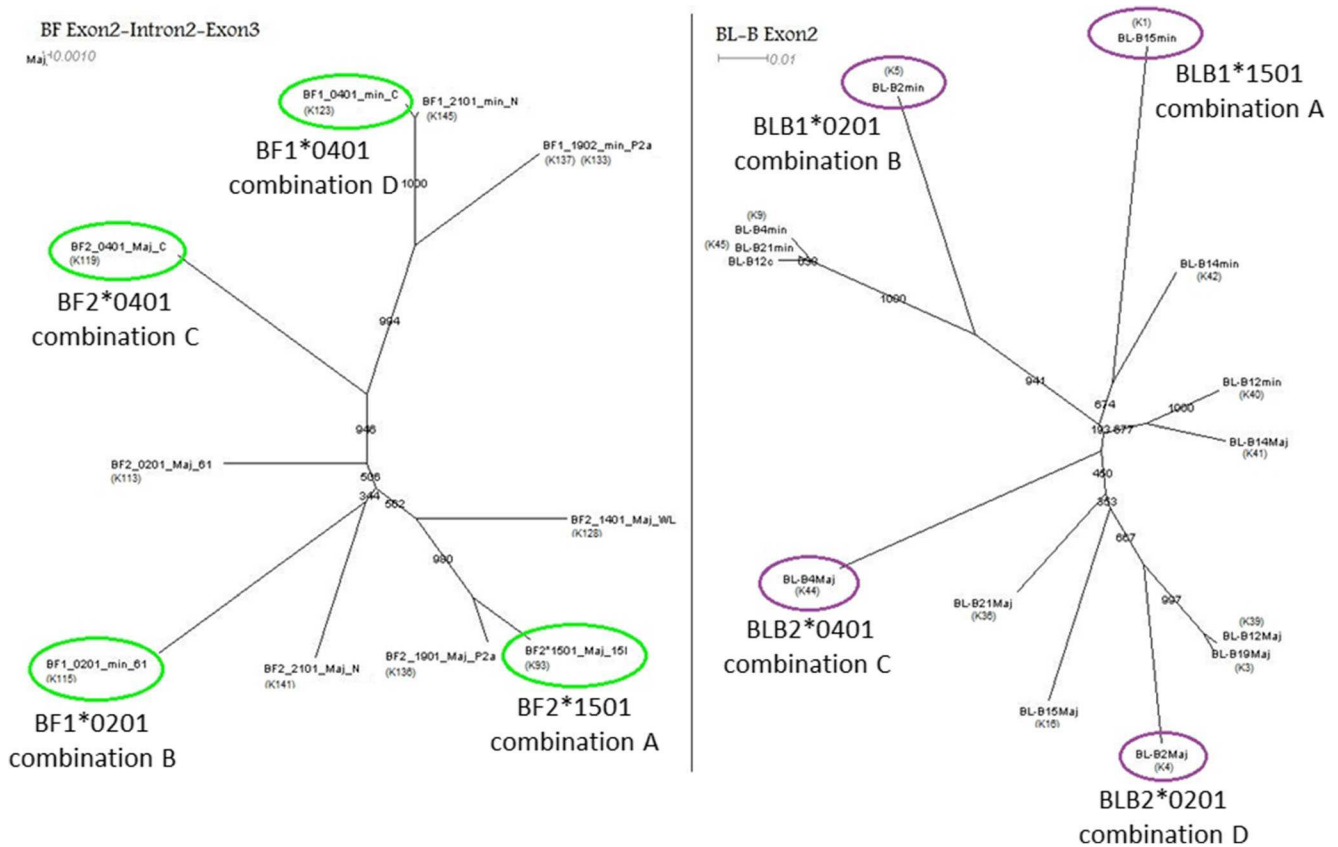 BF Exon2-Intron2-Exon3
Maj 0.0010
BF1_0401_min_C
(K123)
BF1_2101_min_N
(K145)
BF1*0401
combination D
BF1_1902_min_P2a
(K137) (K133)
1000
BF2_0401_Maj_C
(K119)
BF2*0401
combination C
994
946
BF2_0201_Maj_61
(K113)
506
344
562
BF2_1401_Maj_WL
(K128)
980
BF1_0201_min_61
(K115)
BF1*0201
combination B
BF2_2101_Maj_N
(K141)
BF2_1901_Maj_P2a
(K136)
BF2*1501_Maj_15I
(K93)
BF2*1501
combination A
BL-B Exon2
0.01
(K1)
BL-B15min
BLB1*1501
combination A
(K5)
BL-B2min
BLB1*0201
combination B
(K9)
BL-B4min
(K45) BL-B21min
BL-B12c
1000
BL-B14min
(K42)
941
674
193 677
1000
BL-B12min
(K40)
BL-B14Maj
(K41)
450
353
667
BL-B4Maj
(K44)
BLB2*0401
combination C
BL-B21Maj
(K36)
997
(K39)
BL-B12Maj
BL-B19Maj
(K3)
BL-B15Maj
(K16)
BL-B2Maj
(K4)
BLB2*0201
combination D